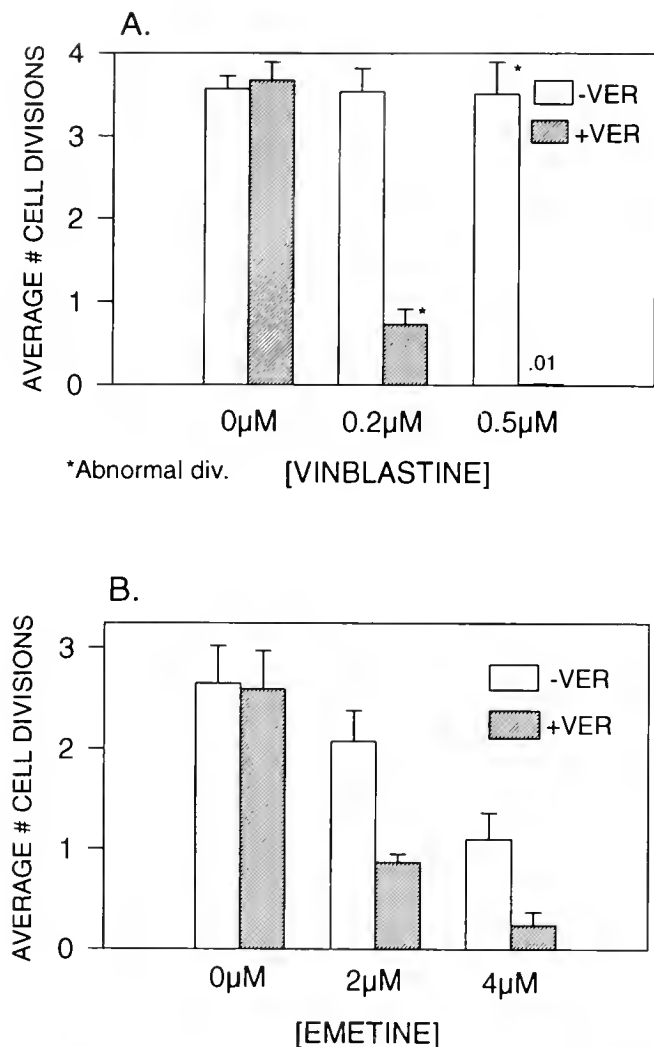 A.
AVERAGE # CELL DIVISIONS
4
3
2
1
0
*
-VER
+VER
*
.01
0µM 0.2µM 0.5µM
*Abnormal div. [VINBLASTINE]
B.
AVERAGE # CELL DIVISIONS
3
2
1
0
-VER
+VER
0µM 2µM 4µM
[EMETINE]